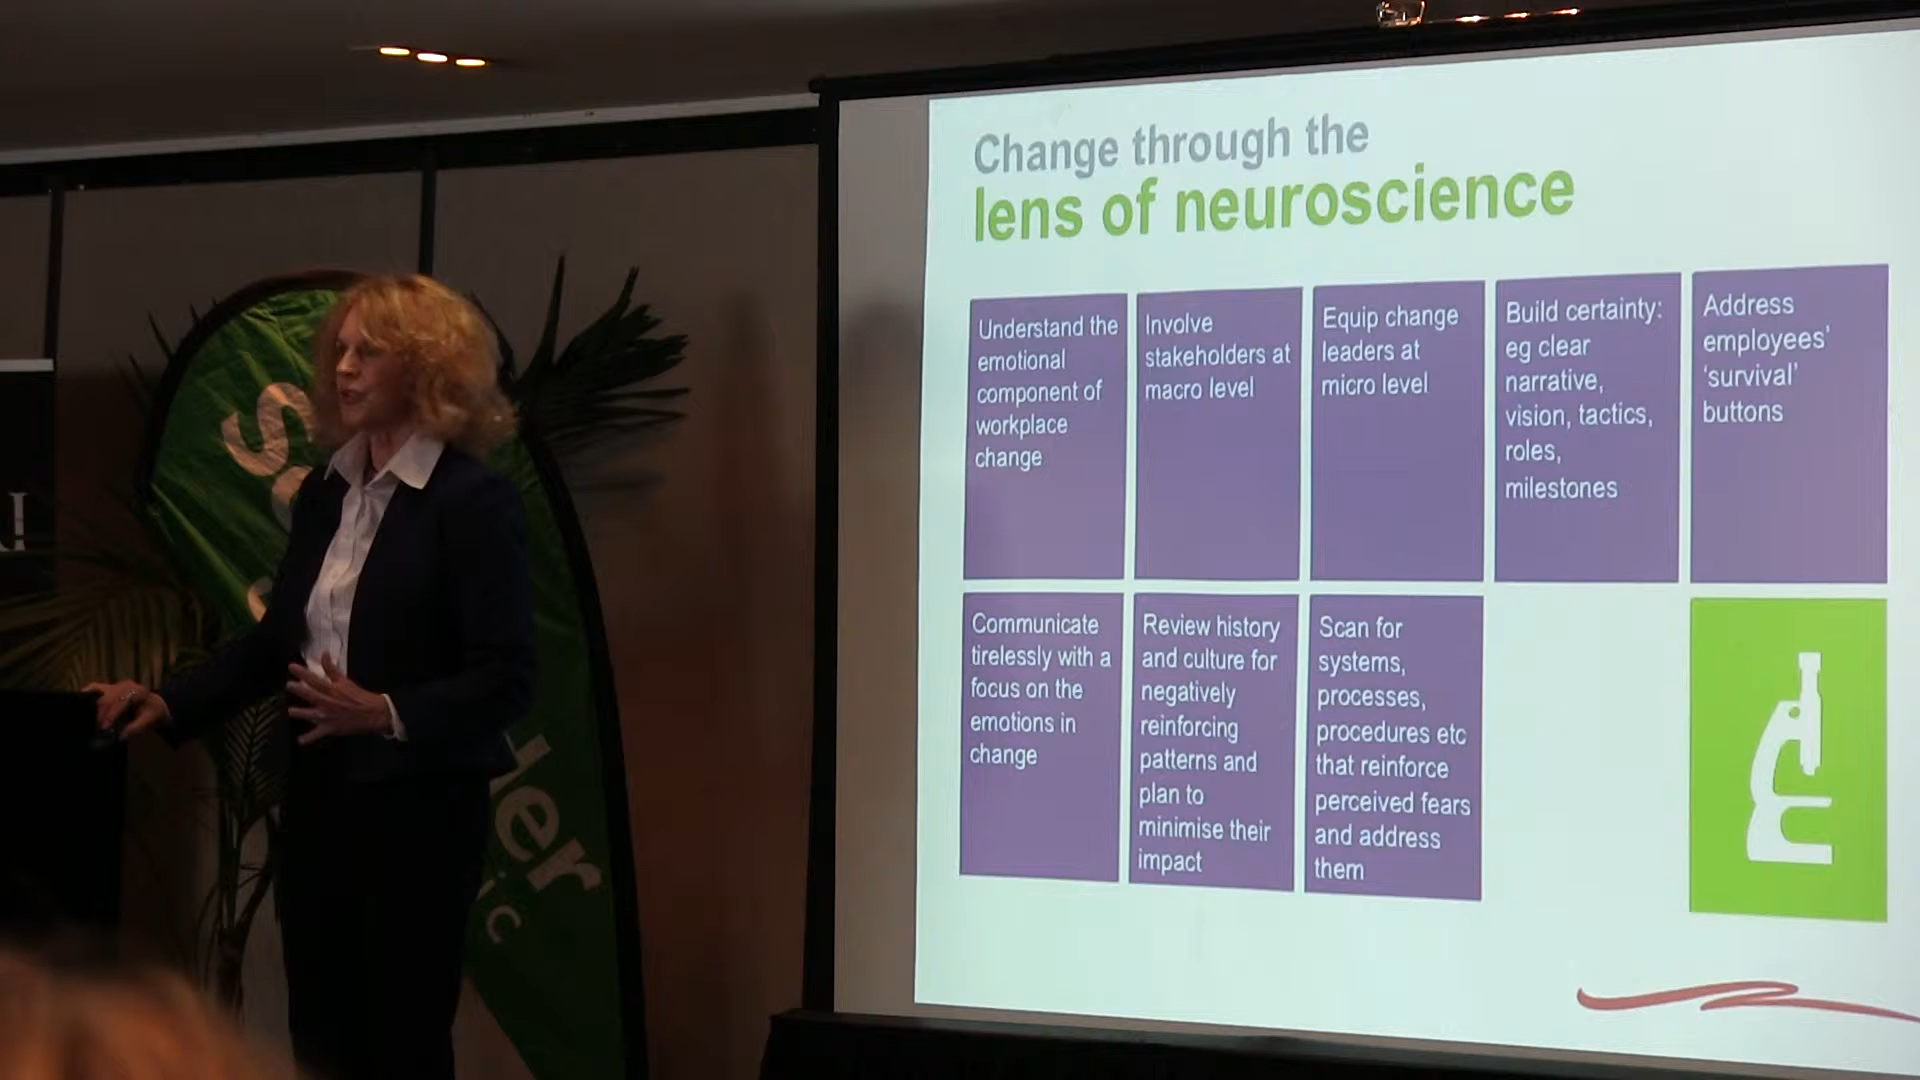 Change through the
lens of neuroscience
Understand the
emotional
component of
workplace
change
Involve
stakeholders at
macro level
Equip change
leaders at
micro level
Build certainty:
eg clear
narrative,
vision, tactics,
roles,
milestones
Address
employees'
'survival'
buttons
Communicate
tirelessly with a
focus on the
emotions in
change
Review history
and culture for
negatively
reinforcing
patterns and
plan to
minimise their
impact
Scan for
systems,
processes,
procedures etc
that reinforce
perceived fears
and address
them